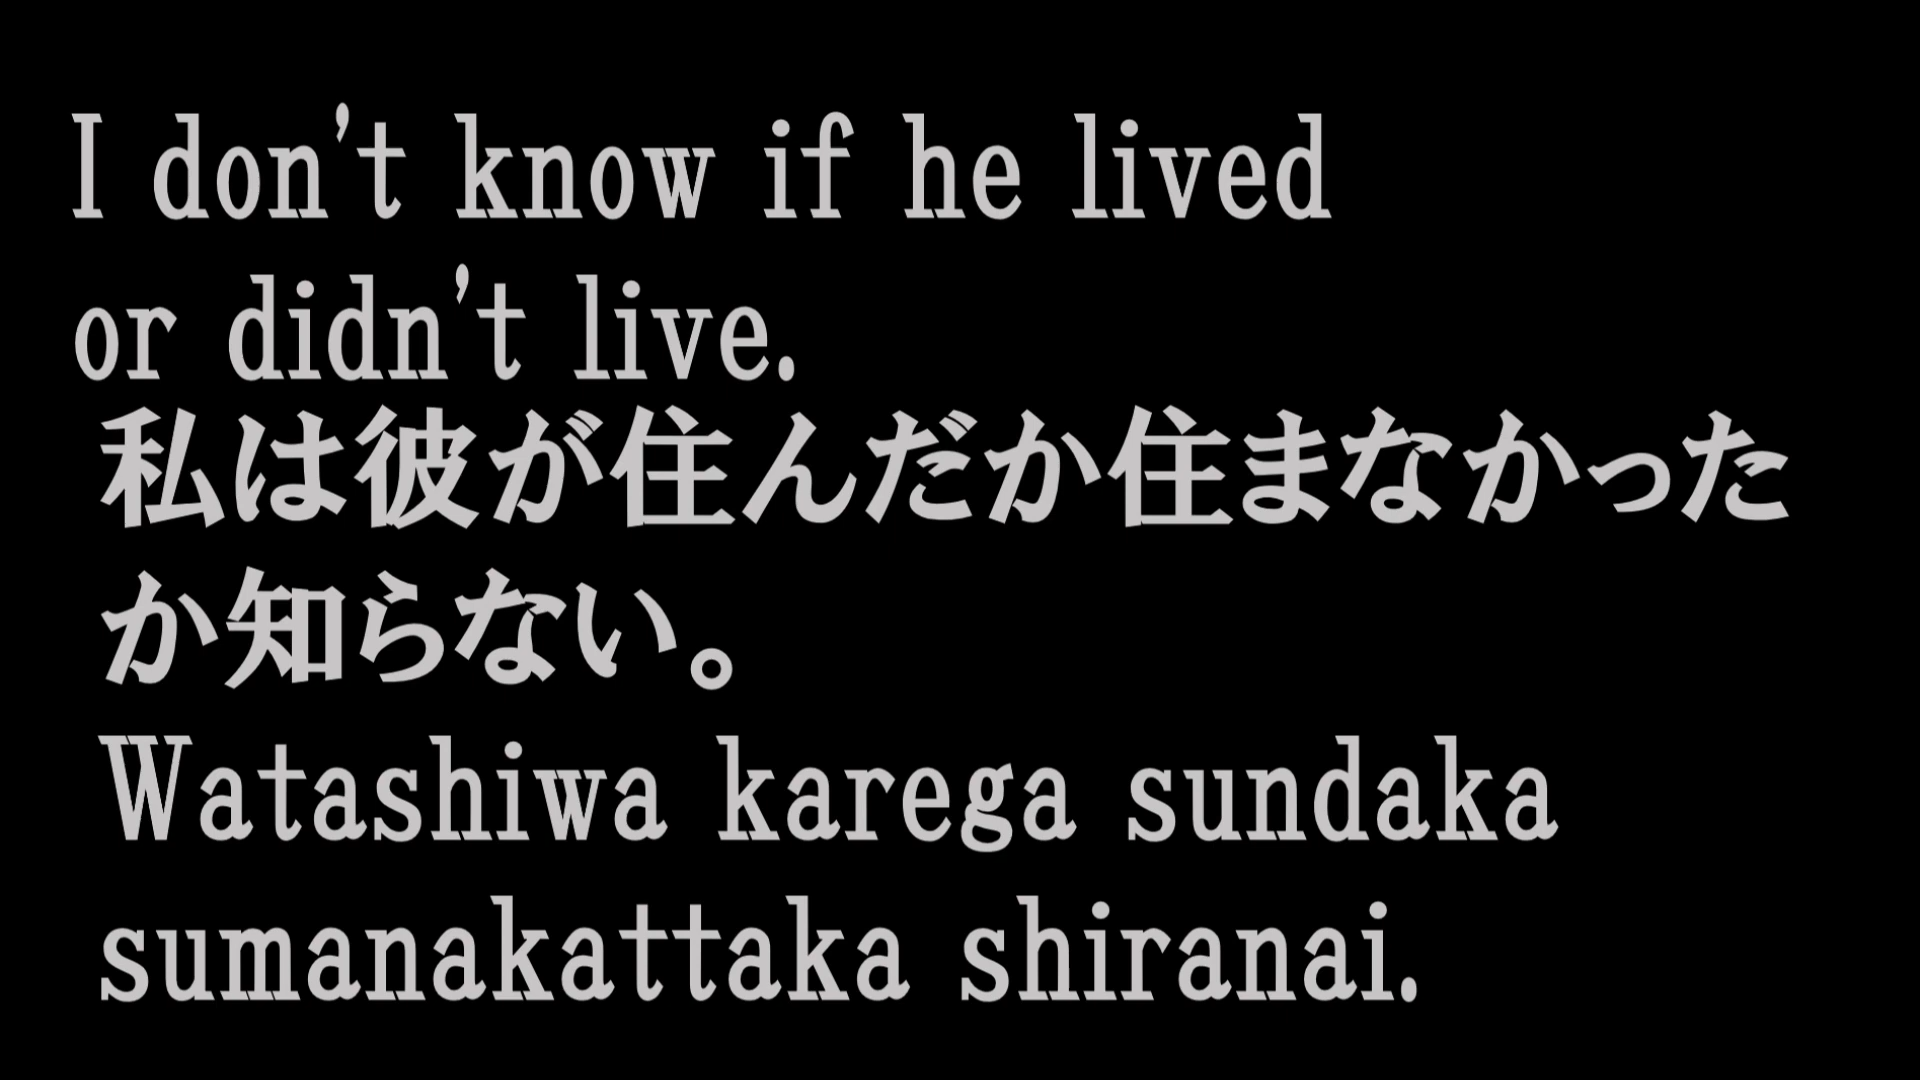 I don't know if he lived
or didn't live.
私は彼が住んだか住まなかった
か知らない。
Watashiwa karega sundaka
sumanakattaka shiranai.